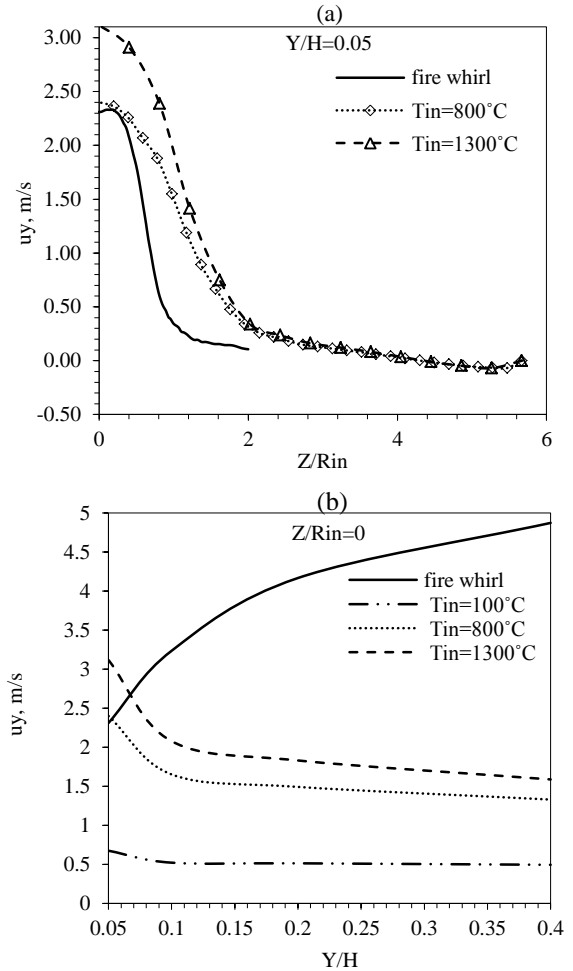 (a)
Y/H=0.05
3.00
2.50
2.00
1.50
1.00
0.50
0.00
-0.50
uy, m/s
fire whirl
Tin=800˚C
Tin=1300˚C
0 2 4 6
Z/Rin
(b)
Z/Rin=0
5
4.5
4
3.5
3
2.5
2
1.5
1
0.5
0
uy, m/s
fire whirl
Tin=100˚C
Tin=800˚C
Tin=1300˚C
0.05 0.1 0.15 0.2 0.25 0.3 0.35 0.4
Y/H